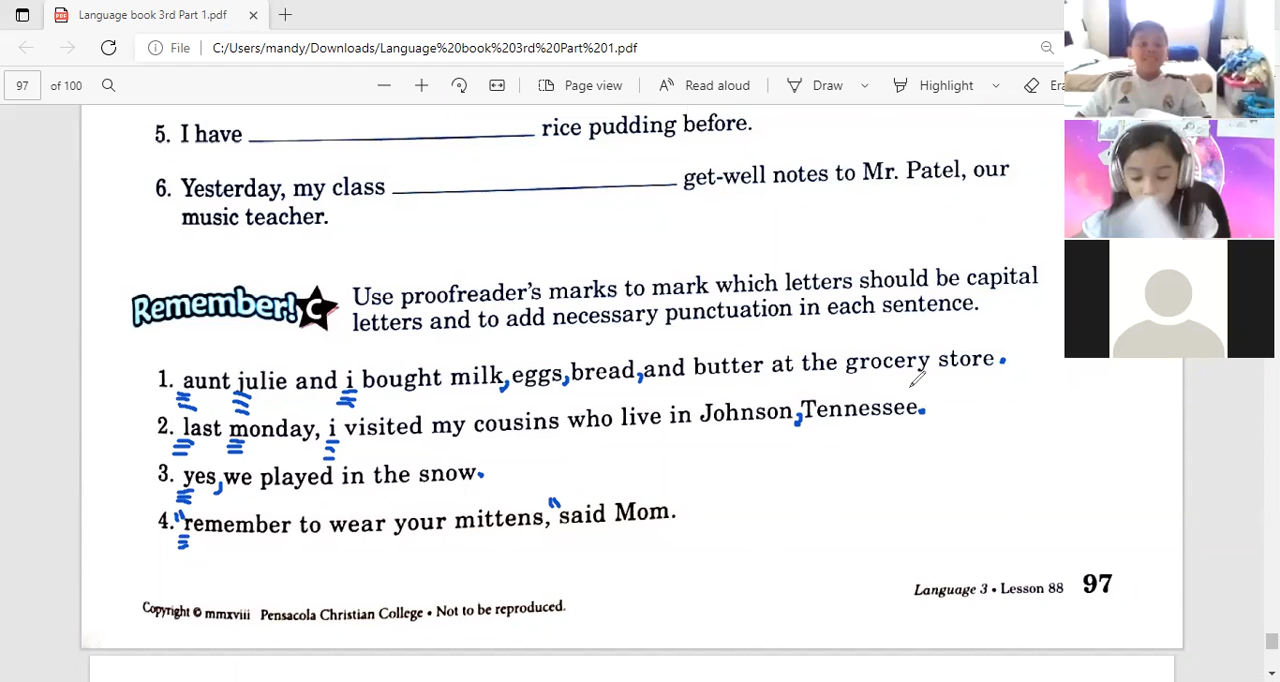 Language book 3rd Part 1.pdf
File C:/Users/mandy/Downloads/Language%20book%203rd%20Part%201.pdf
97 of 100 Page view Read aloud Draw Highlight Era
5. I have ____ rice pudding before.
6. Yesterday, my class ____ get-well notes to Mr. Patel, our
music teacher.
Remember! C Use proofreader's marks to mark which letters should be capital
letters and to add necessary punctuation in each sentence.
1. aunt julie and i bought milk, eggs, bread, and butter at the grocery store.
2. last monday, i visited my cousins who live in Johnson, Tennessee.
3. yes, we played in the snow.
4. "remember to wear your mittens," said Mom.
Language 3 • Lesson 88 97
Copyright © mmxviii Pensacola Christian College • Not to be reproduced.